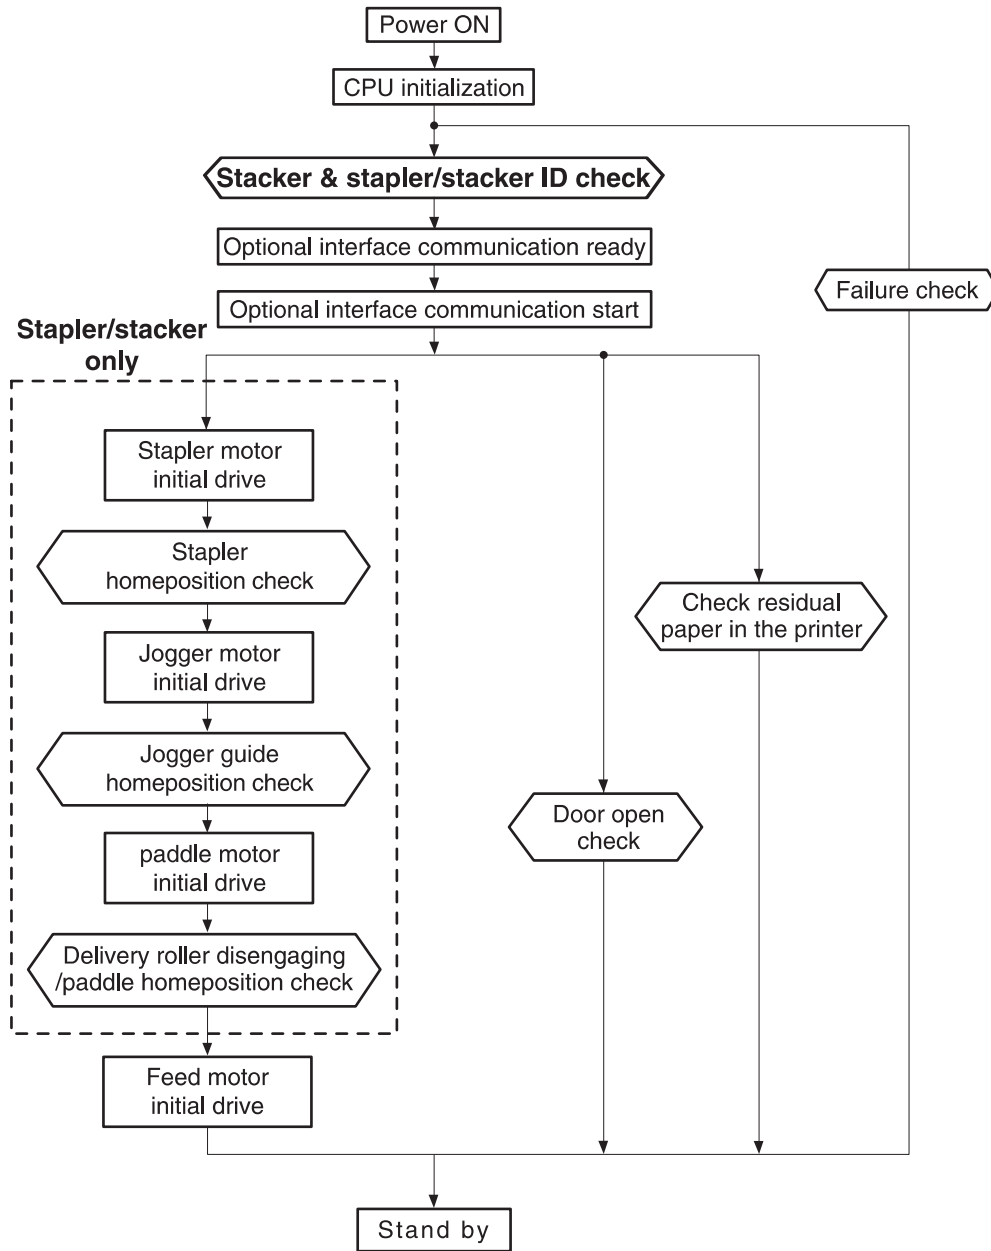 Power ON
CPU initialization
Stacker & stapler/stacker ID check
Optional interface communication ready
Failure check
Optional interface communication start
Stapler/stacker
only
Stapler motor
initial drive
Stapler
homeposition check
Jogger motor
initial drive
Jogger guide
homeposition check
paddle motor
initial drive
Delivery roller disengaging
/paddle homeposition check
Feed motor
initial drive
Door open
check
Check residual
paper in the printer
Stand by